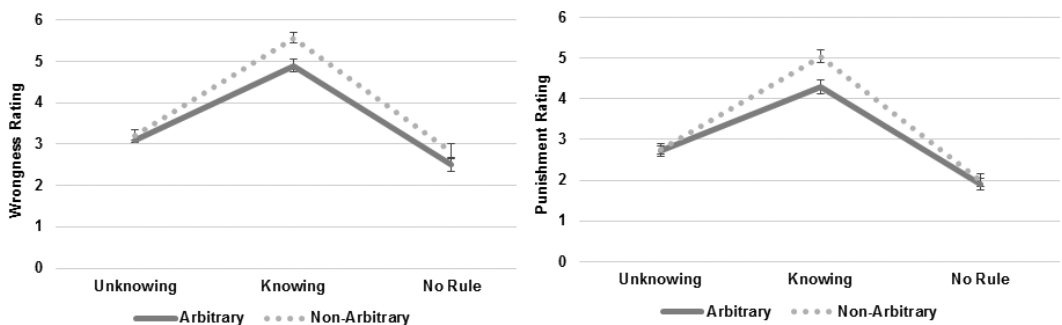 6
5
4
3
2
1
0
Wrongness Rating
Unknowing Knowing No Rule
Arbitrary Non-Arbitrary
6
5
4
3
2
1
0
Punishment Rating
Unknowing Knowing No Rule
Arbitrary Non-Arbitrary